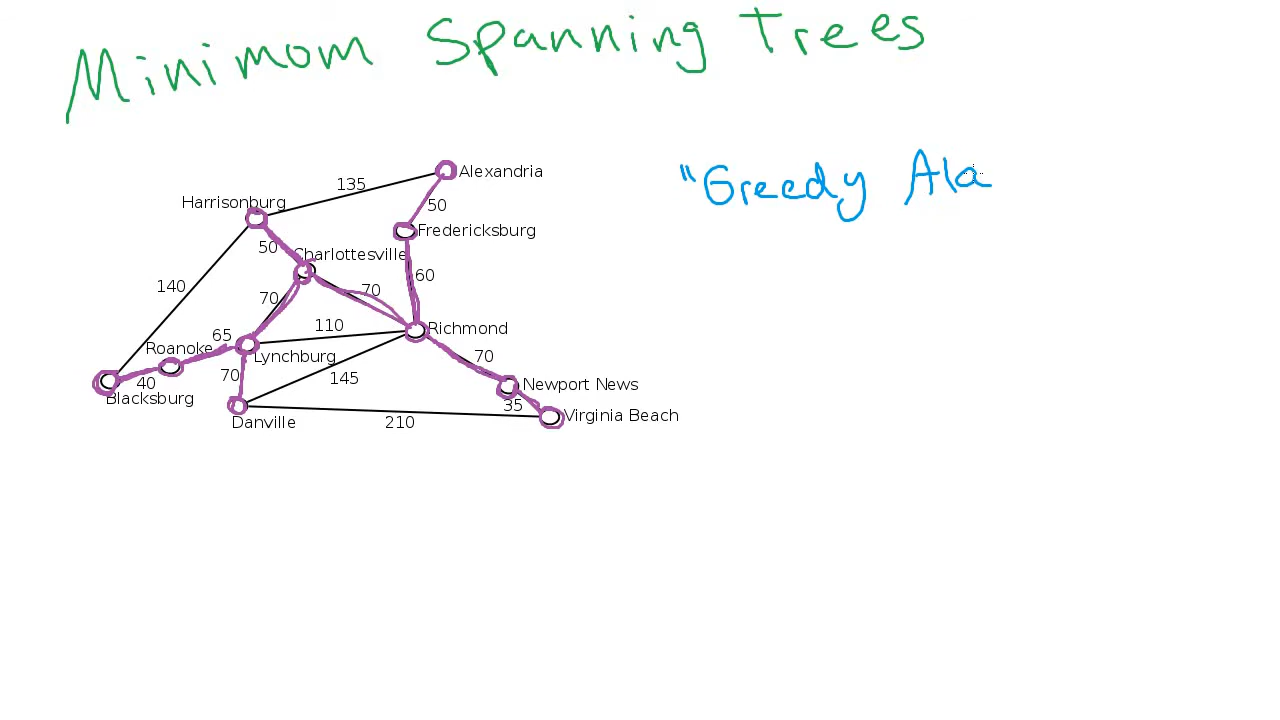 Minimom Spanning Trees
"Greedy Ala
Alexandria
135
Harrisonburg
50
Fredericksburg
50
Charlottesville
60
140
70
70
110
Richmond
65
Roanoke
Lynchburg
70
145
70
Newport News
40
Blacksburg
35
Virginia Beach
Danville
210